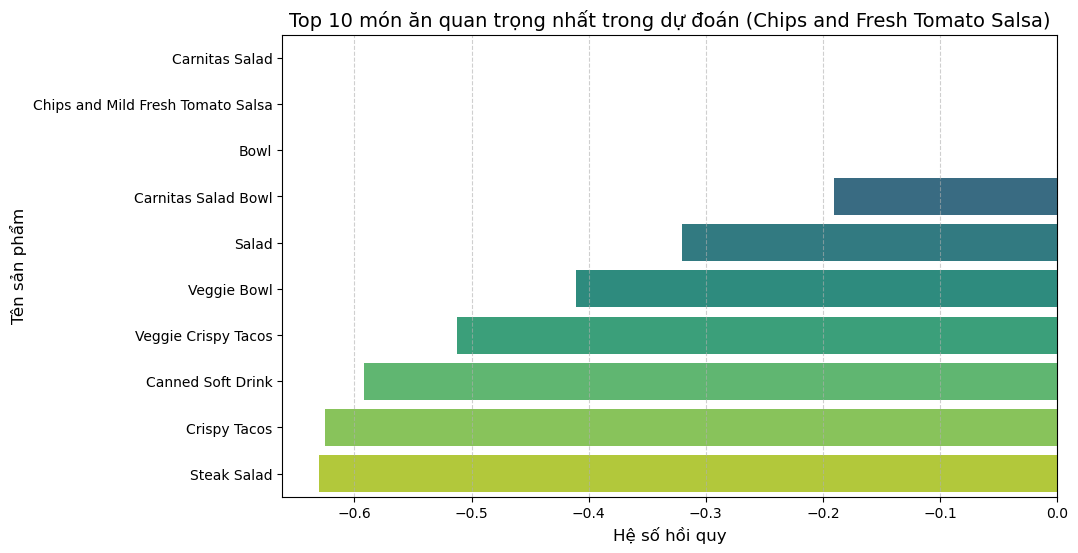 Top 10 món ăn quan trọng nhất trong dự đoán (Chips and Fresh Tomato Salsa)
Tên sản phẩm
Carnitas Salad
Chips and Mild Fresh Tomato Salsa
Bowl
Carnitas Salad Bowl
Salad
Veggie Bowl
Veggie Crispy Tacos
Canned Soft Drink
Crispy Tacos
Steak Salad
−0.6 −0.5 −0.4 −0.3 −0.2 −0.1 0.0
Hệ số hồi quy